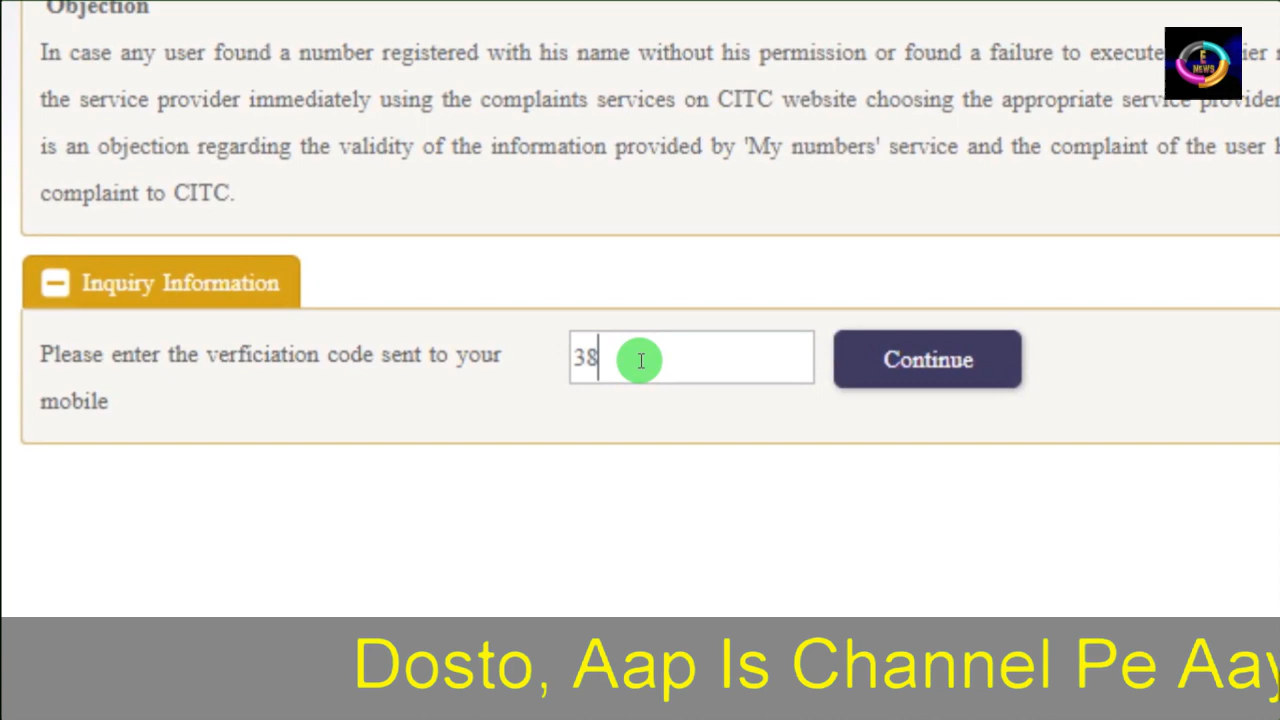 Objection
In case any user found a number registered with his name without his permission or found a failure to execute
the service provider immediately using the complaints services on CITC website choosing the appropriate service provider
is an objection regarding the validity of the information provided by 'My numbers' service and the complaint of the user
complaint to CITC.
E
NEWS
Inquiry Information
Please enter the verficiation code sent to your
mobile
38
Continue
Dosto, Aap Is Channel Pe Aay